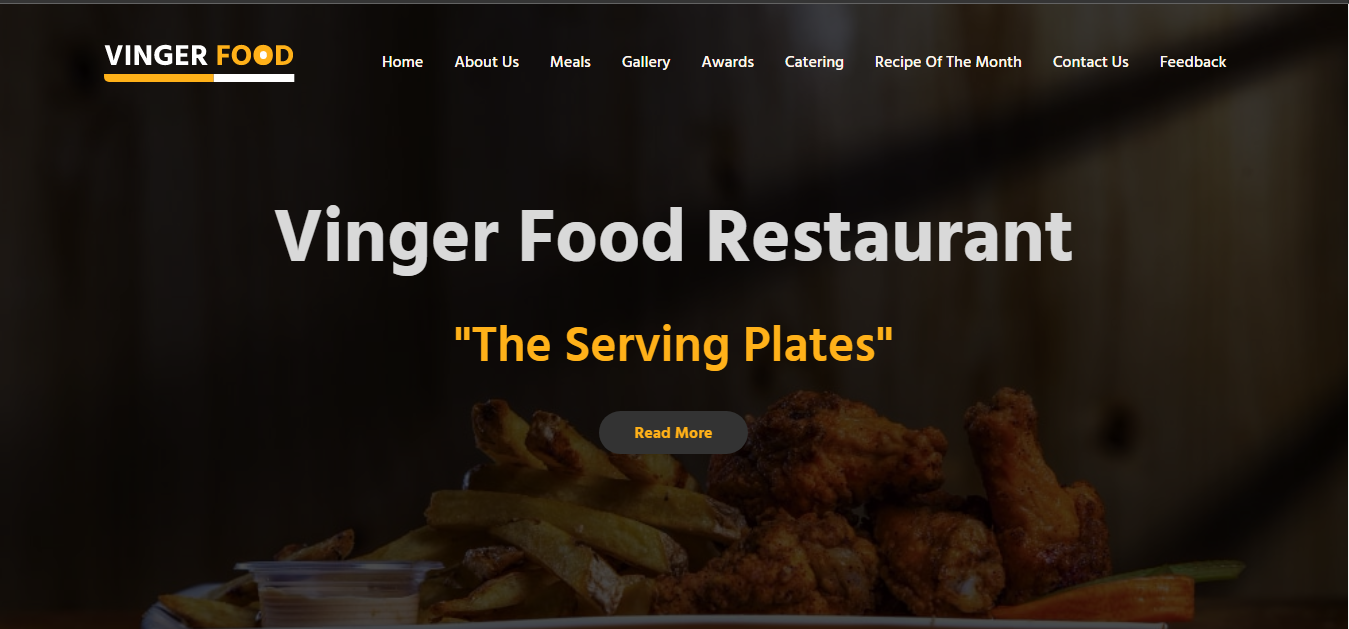 VINGER FOOD
Home About Us Meals Gallery Awards Catering Recipe Of The Month Contact Us Feedback
Vinger Food Restaurant
"The Serving Plates"
Read More